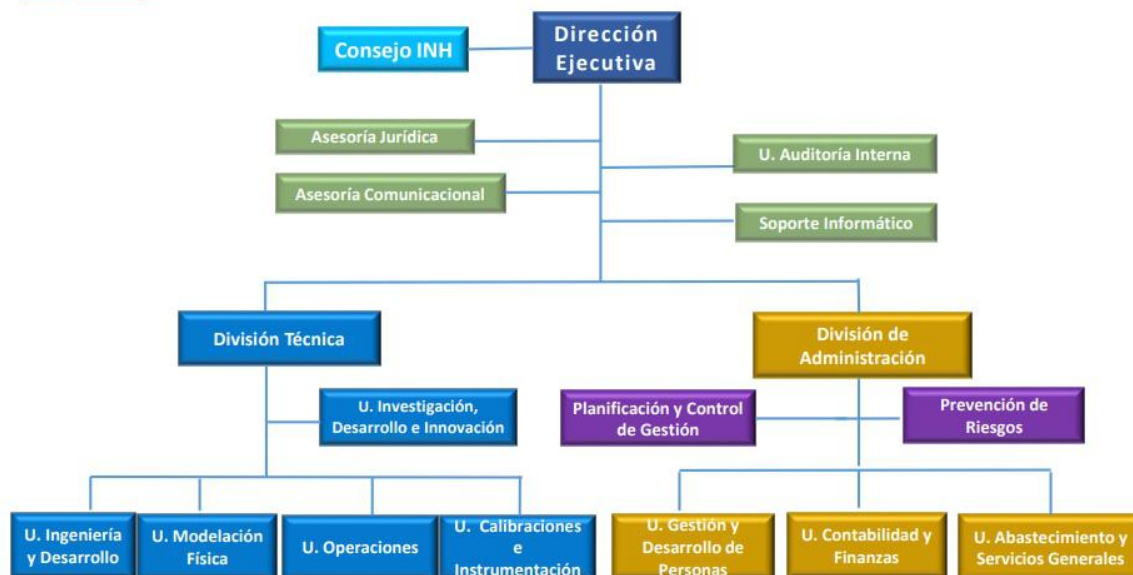 Consejo INH
Dirección
Ejecutiva
Asesoría Jurídica
U. Auditoría Interna
Asesoría Comunicacional
Soporte Informático
División Técnica
División de
Administración
U. Investigación,
Desarrollo e Innovación
Planificación y Control
de Gestión
Prevención de
Riesgos
U. Ingeniería
y Desarrollo
U. Modelación
Física
U. Operaciones
U. Calibraciones
e
Instrumentación
U. Gestión y
Desarrollo de
Personas
U. Contabilidad y
Finanzas
U. Abastecimiento y
Servicios Generales